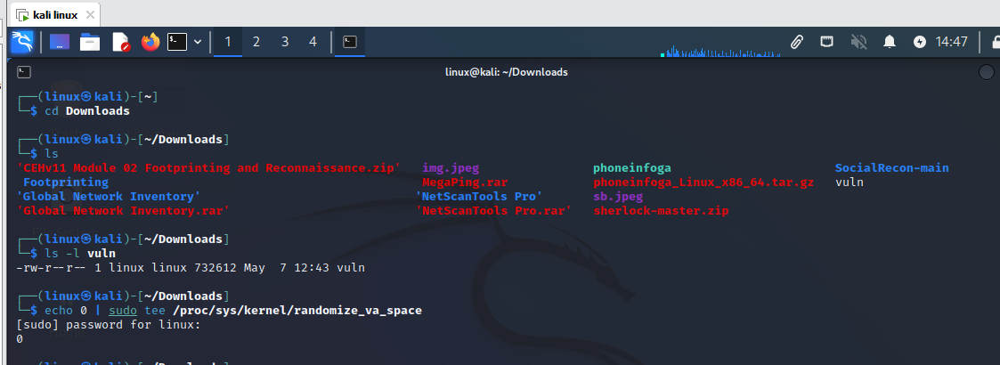 kali linux
1 2 3 4 14:47
linux@kali: ~/Downloads
┌──(linux㉿kali)-[~]
└─$ cd Downloads
┌──(linux㉿kali)-[~/Downloads]
└─$ ls
'CEHv11 Module 02 Footprinting and Reconnaissance.zip' img.jpeg phoneinfoga SocialRecon-main
Footprinting MegaPing.rar phoneinfoga_Linux_x86_64.tar.gz vuln
'Global Network Inventory' 'NetScanTools Pro' sb.jpeg
'Global Network Inventory.rar' 'NetScanTools Pro.rar' sherlock-master.zip
┌──(linux㉿kali)-[~/Downloads]
└─$ ls -l vuln
-rw-r--r-- 1 linux linux 732612 May  7 12:43 vuln
┌──(linux㉿kali)-[~/Downloads]
└─$ echo 0 | sudo tee /proc/sys/kernel/randomize_va_space
[sudo] password for linux:
0
┌──(linux㉿kali)-[~/Downloads]